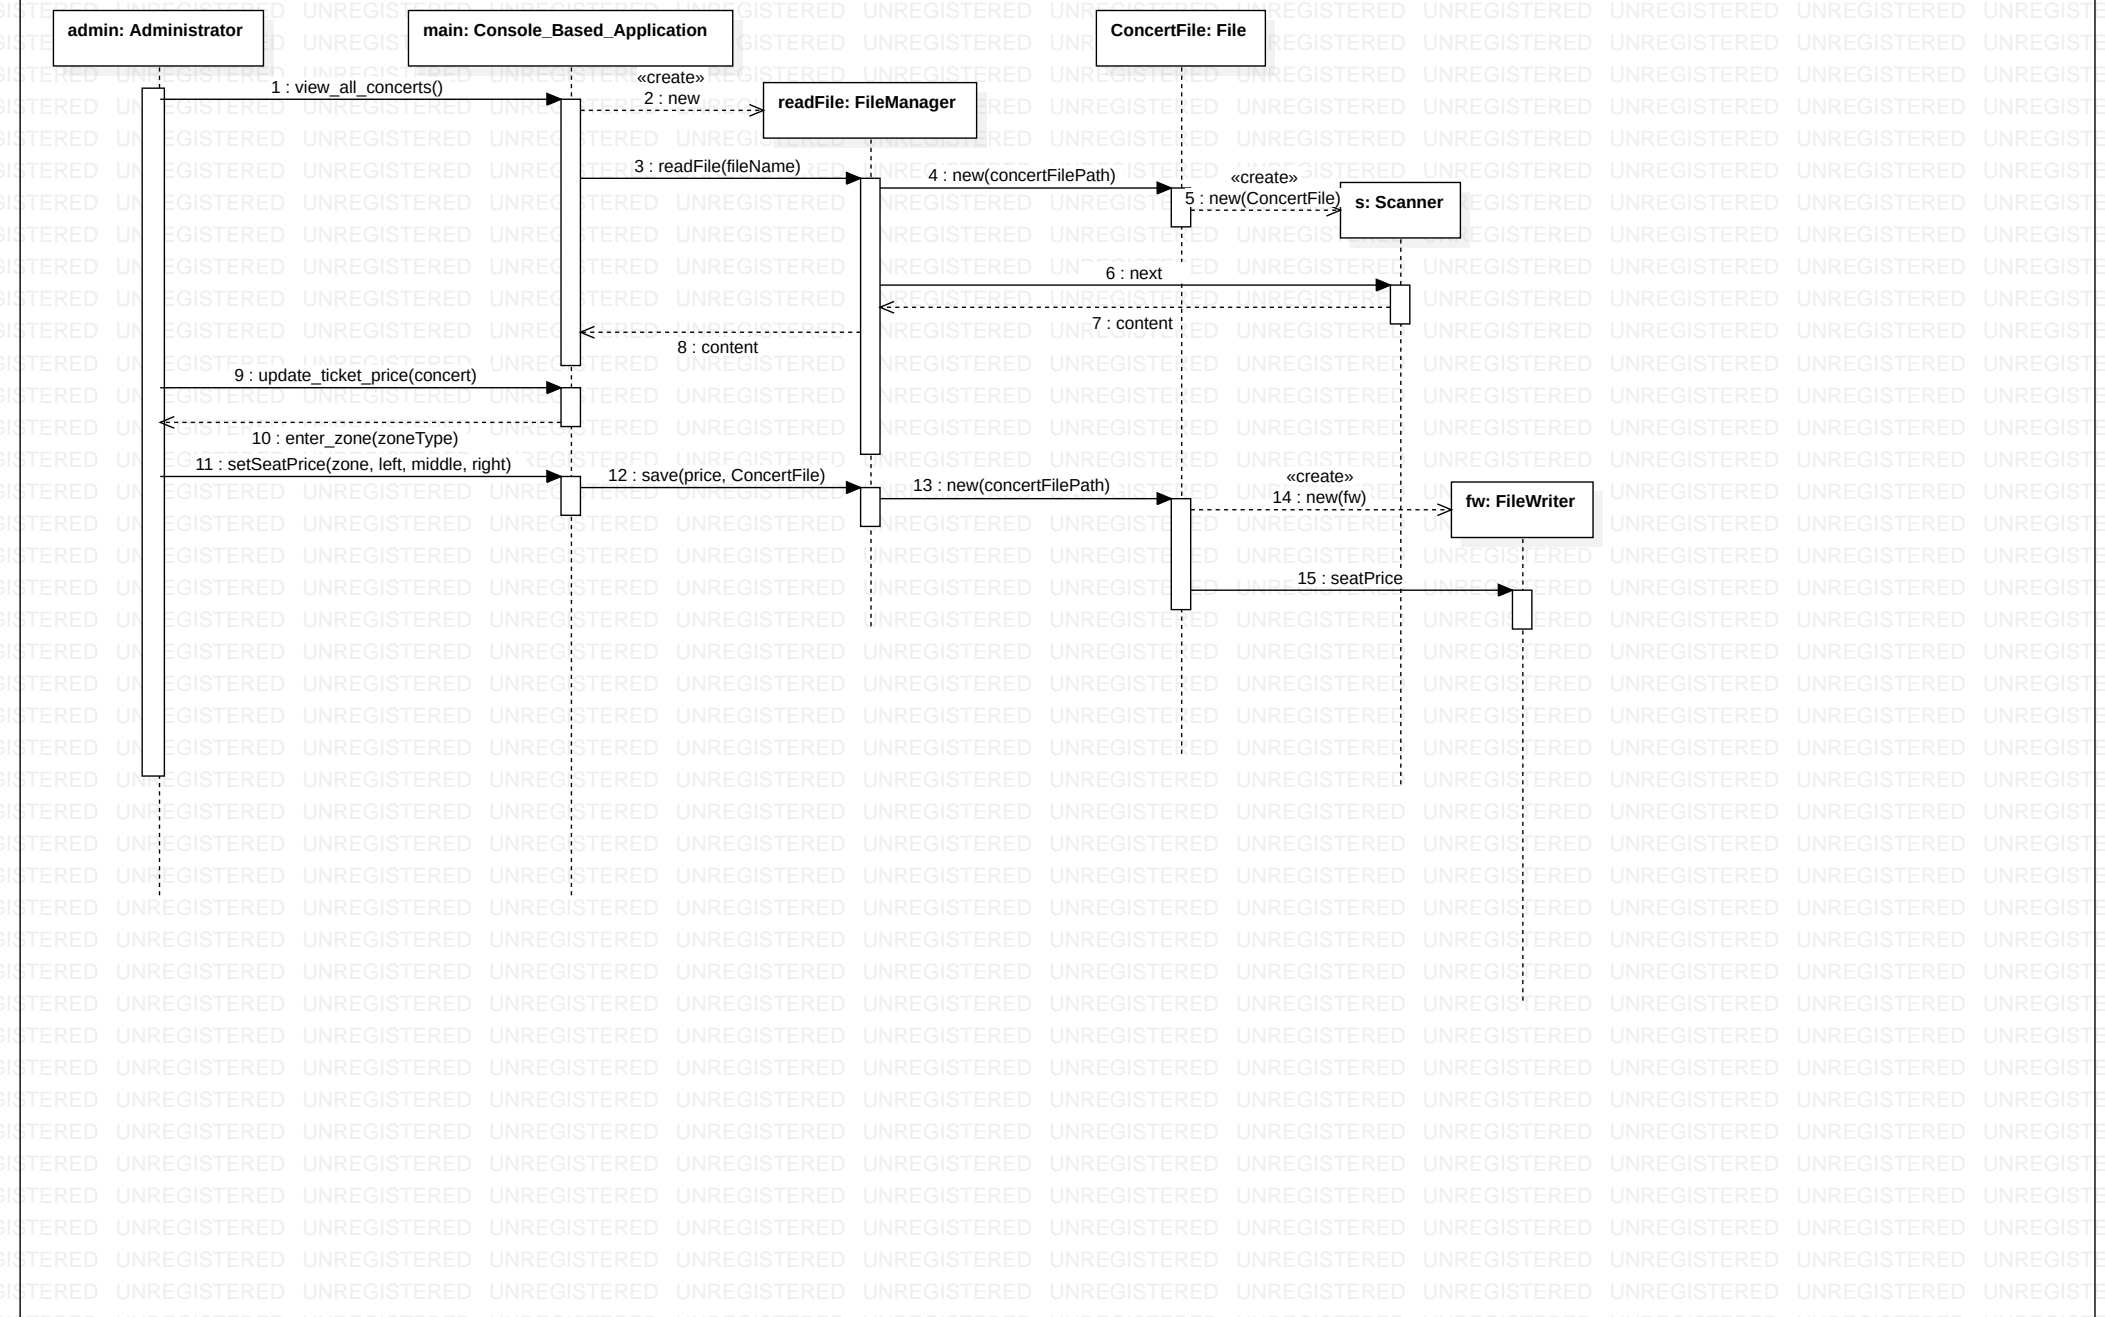 admin: Administrator
main: Console_Based_Application
ConcertFile: File
«create»
1 : view_all_concerts()
2 : new
readFile: FileManager
3 : readFile(fileName)
4 : new(concertFilePath)
«create»
5 : new(ConcertFile)
s: Scanner
6 : next
7 : content
8 : content
9 : update_ticket_price(concert)
10 : enter_zone(zoneType)
11 : setSeatPrice(zone, left, middle, right)
12 : save(price, ConcertFile)
13 : new(concertFilePath)
«create»
14 : new(fw)
fw: FileWriter
15 : seatPrice
UNREGISTERED